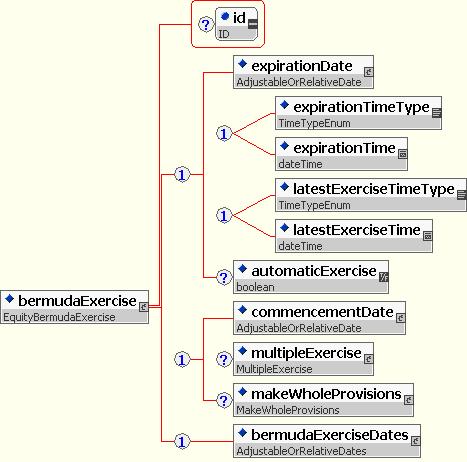 ? id
ID
expirationDate
AdjustableOrRelativeDate
expirationTimeType
TimeTypeEnum
1
expirationTime
dateTime
1
latestExerciseTimeType
TimeTypeEnum
1
latestExerciseTime
dateTime
? automaticExercise
boolean
bermudaExercise
EquityBermudaExercise
commencementDate
AdjustableOrRelativeDate
1 ? multipleExercise
MultipleExercise
? makeWholeProvisions
MakeWholeProvisions
1 bermudaExerciseDates
AdjustableOrRelativeDates